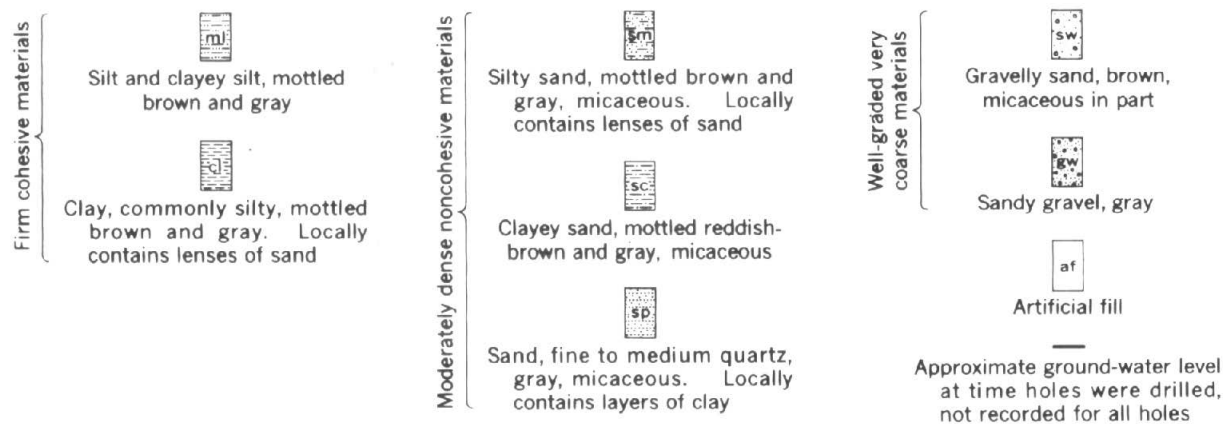 Firm cohesive materials
ml
Silt and clayey silt, mottled
brown and gray
cl
Clay, commonly silty, mottled
brown and gray. Locally
contains lenses of sand
Moderately dense noncohesive materials
sm
Silty sand, mottled brown and
gray, micaceous. Locally
contains lenses of sand
sc
Clayey sand, mottled reddish-
brown and gray, micaceous
sp
Sand, fine to medium quartz,
gray, micaceous. Locally
contains layers of clay
Well-graded very
coarse materials
sw
Gravelly sand, brown,
micaceous in part
gw
Sandy gravel, gray
af
Artificial fill
Approximate ground-water level
at time holes were drilled,
not recorded for all holes